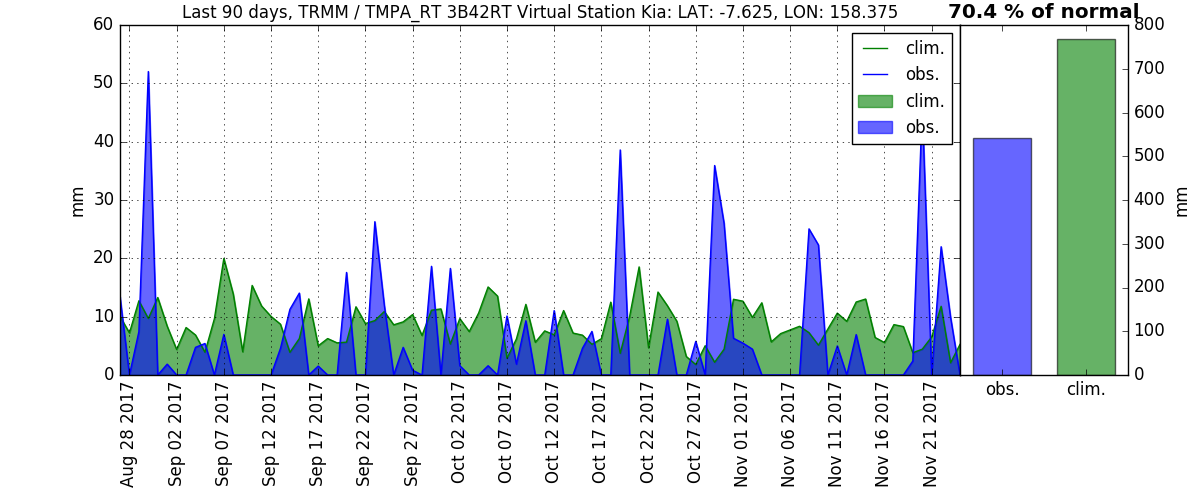 Last 90 days, TRMM / TMPA_RT 3B42RT Virtual Station Kia: LAT: -7.625, LON: 158.375
70.4 % of normal
60
50
40
30
20
10
0
mm
clim.
obs.
clim.
obs.
800
700
600
500
400
300
200
100
0
mm
Aug 28 2017
Sep 02 2017
Sep 07 2017
Sep 12 2017
Sep 17 2017
Sep 22 2017
Sep 27 2017
Oct 02 2017
Oct 07 2017
Oct 12 2017
Oct 17 2017
Oct 22 2017
Oct 27 2017
Nov 01 2017
Nov 06 2017
Nov 11 2017
Nov 16 2017
Nov 21 2017
obs.
clim.